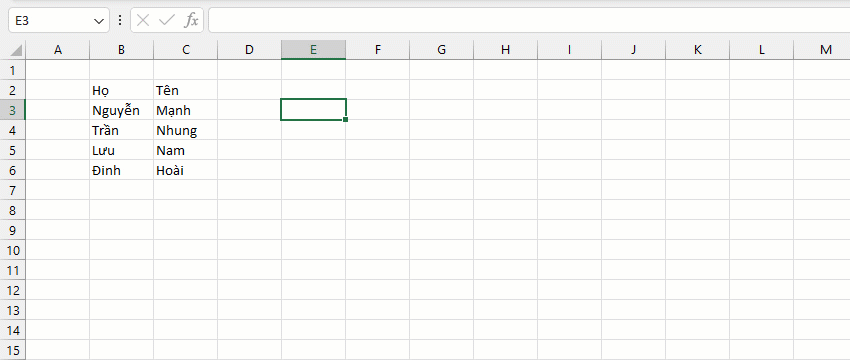 E3 fx
A B C D E F G H I J K L M
1
2 Họ Tên
3 Nguyễn Mạnh
4 Trần Nhung
5 Lưu Nam
6 Đinh Hoài
7
8
9
10
11
12
13
14
15